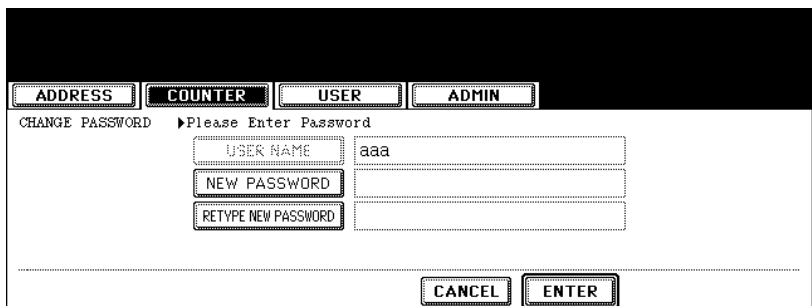 ADDRESS COUNTER USER ADMIN
CHANGE PASSWORD ▶Please Enter Password
USER NAME aaa
NEW PASSWORD
RETYPE NEW PASSWORD
CANCEL ENTER